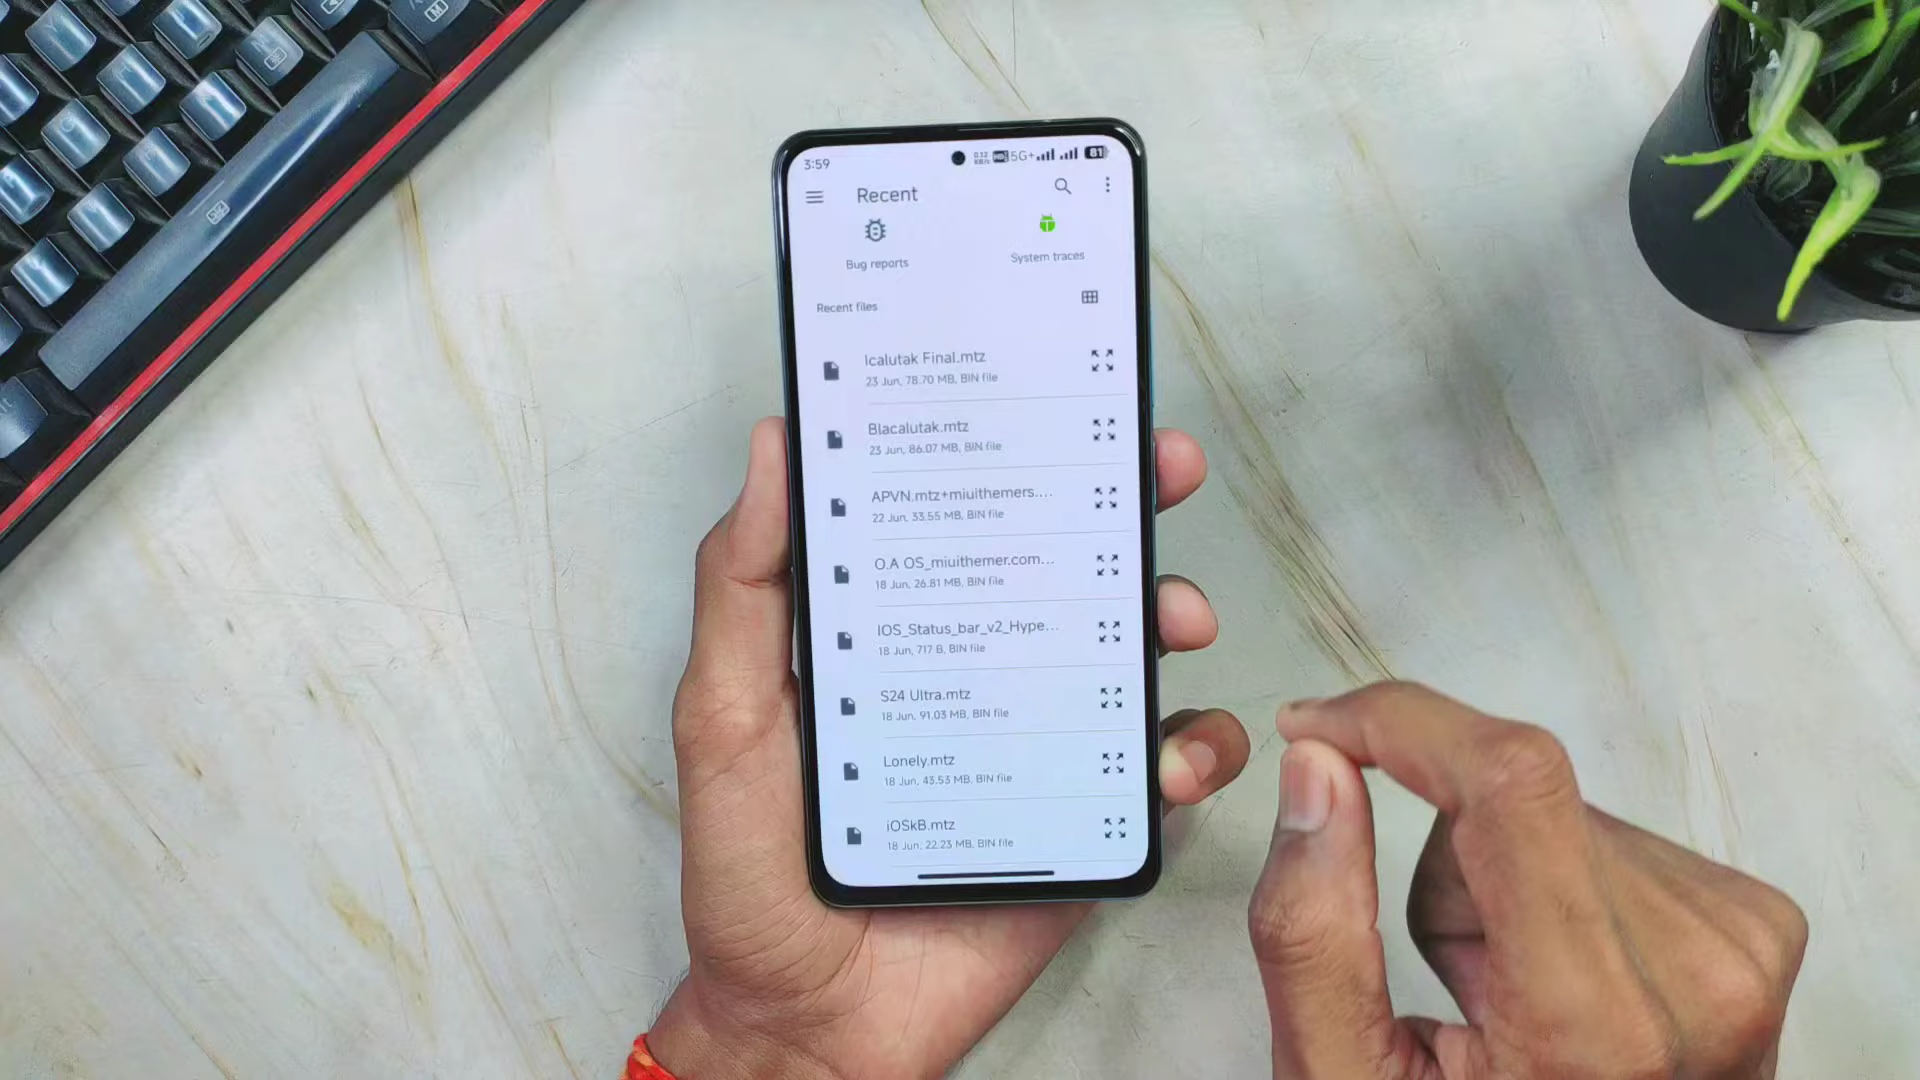 3:59
5G+
81
Recent
Bug reports
System traces
Recent files
Icalutak Final.mtz
23 Jun, 78.70 MB, BIN file
Blacalutak.mtz
23 Jun, 86.07 MB, BIN file
APVN.mtz+miuithemers....
22 Jun, 33.55 MB, BIN file
O.A OS_miuithemer.com...
18 Jun, 26.81 MB, BIN file
IOS_Status_bar_v2_Hype...
18 Jun, 717 B, BIN file
S24 Ultra.mtz
18 Jun, 91.03 MB, BIN file
Lonely.mtz
18 Jun, 43.53 MB, BIN file
iOSkB.mtz
18 Jun, 22.23 MB, BIN file